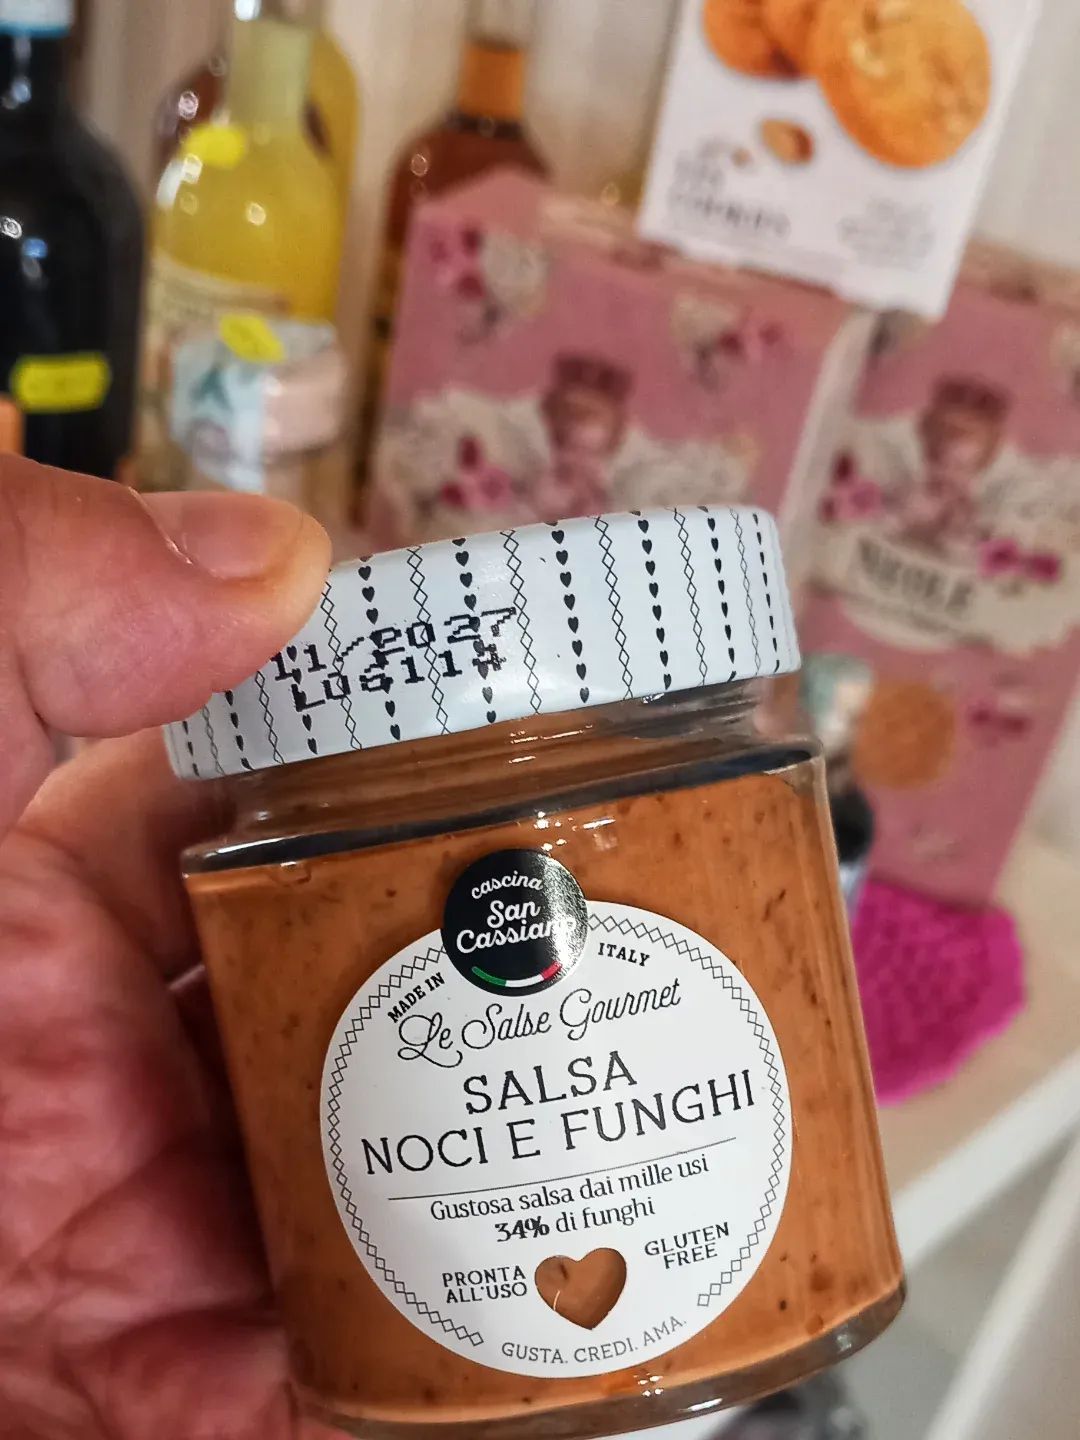 11/2027
L06114
cascina
San
Cassiano
MADE IN ITALY
Le Salse Gourmet
SALSA
NOCI E FUNGHI
Gustosa salsa dai mille usi
34% di funghi
PRONTA
ALL'USO
GLUTEN
FREE
GUSTA. CREDI. AMA.